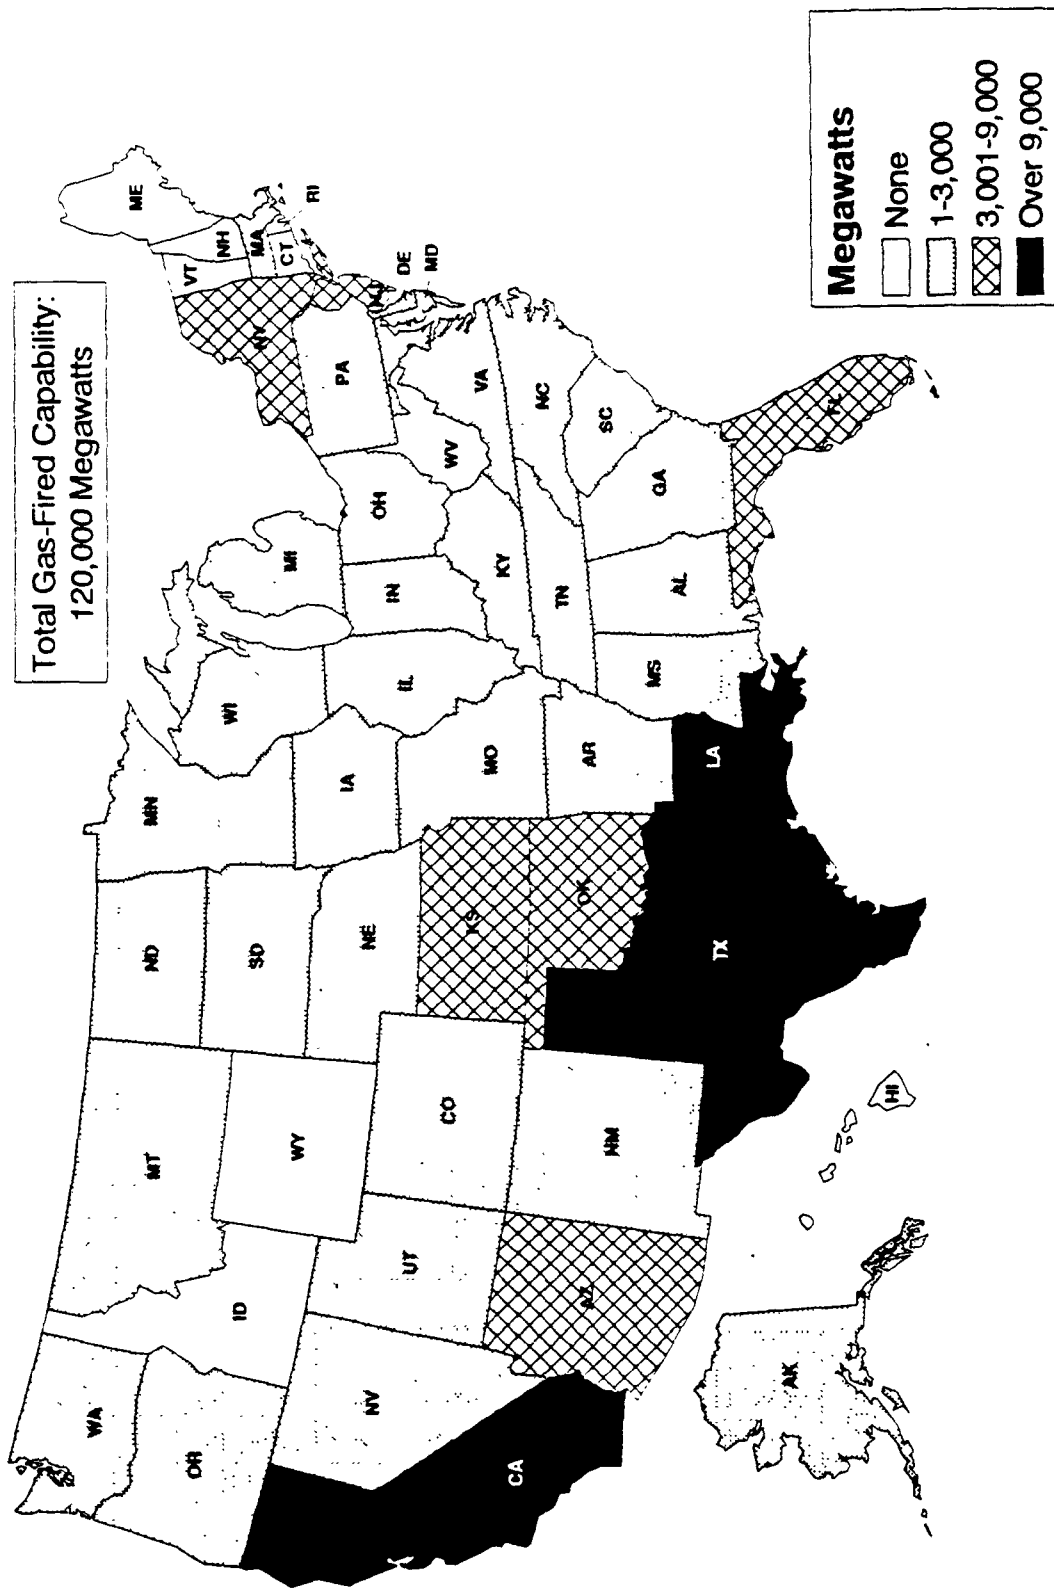 Total Gas-Fired Capability:
120,000 Megawatts
WA
OR
CA
NV
ID
MT
WY
UT
AZ
CO
NM
ND
SD
NE
KS
OK
TX
MN
IA
MO
AR
LA
WI
IL
MS
MI
IN
OH
KY
TN
AL
GA
FL
SC
NC
VA
WV
PA
NY
NJ
DE
MD
VT
NH
MA
CT
RI
ME
AK
HI
Megawatts
None
1-3,000
3,001-9,000
Over 9,000